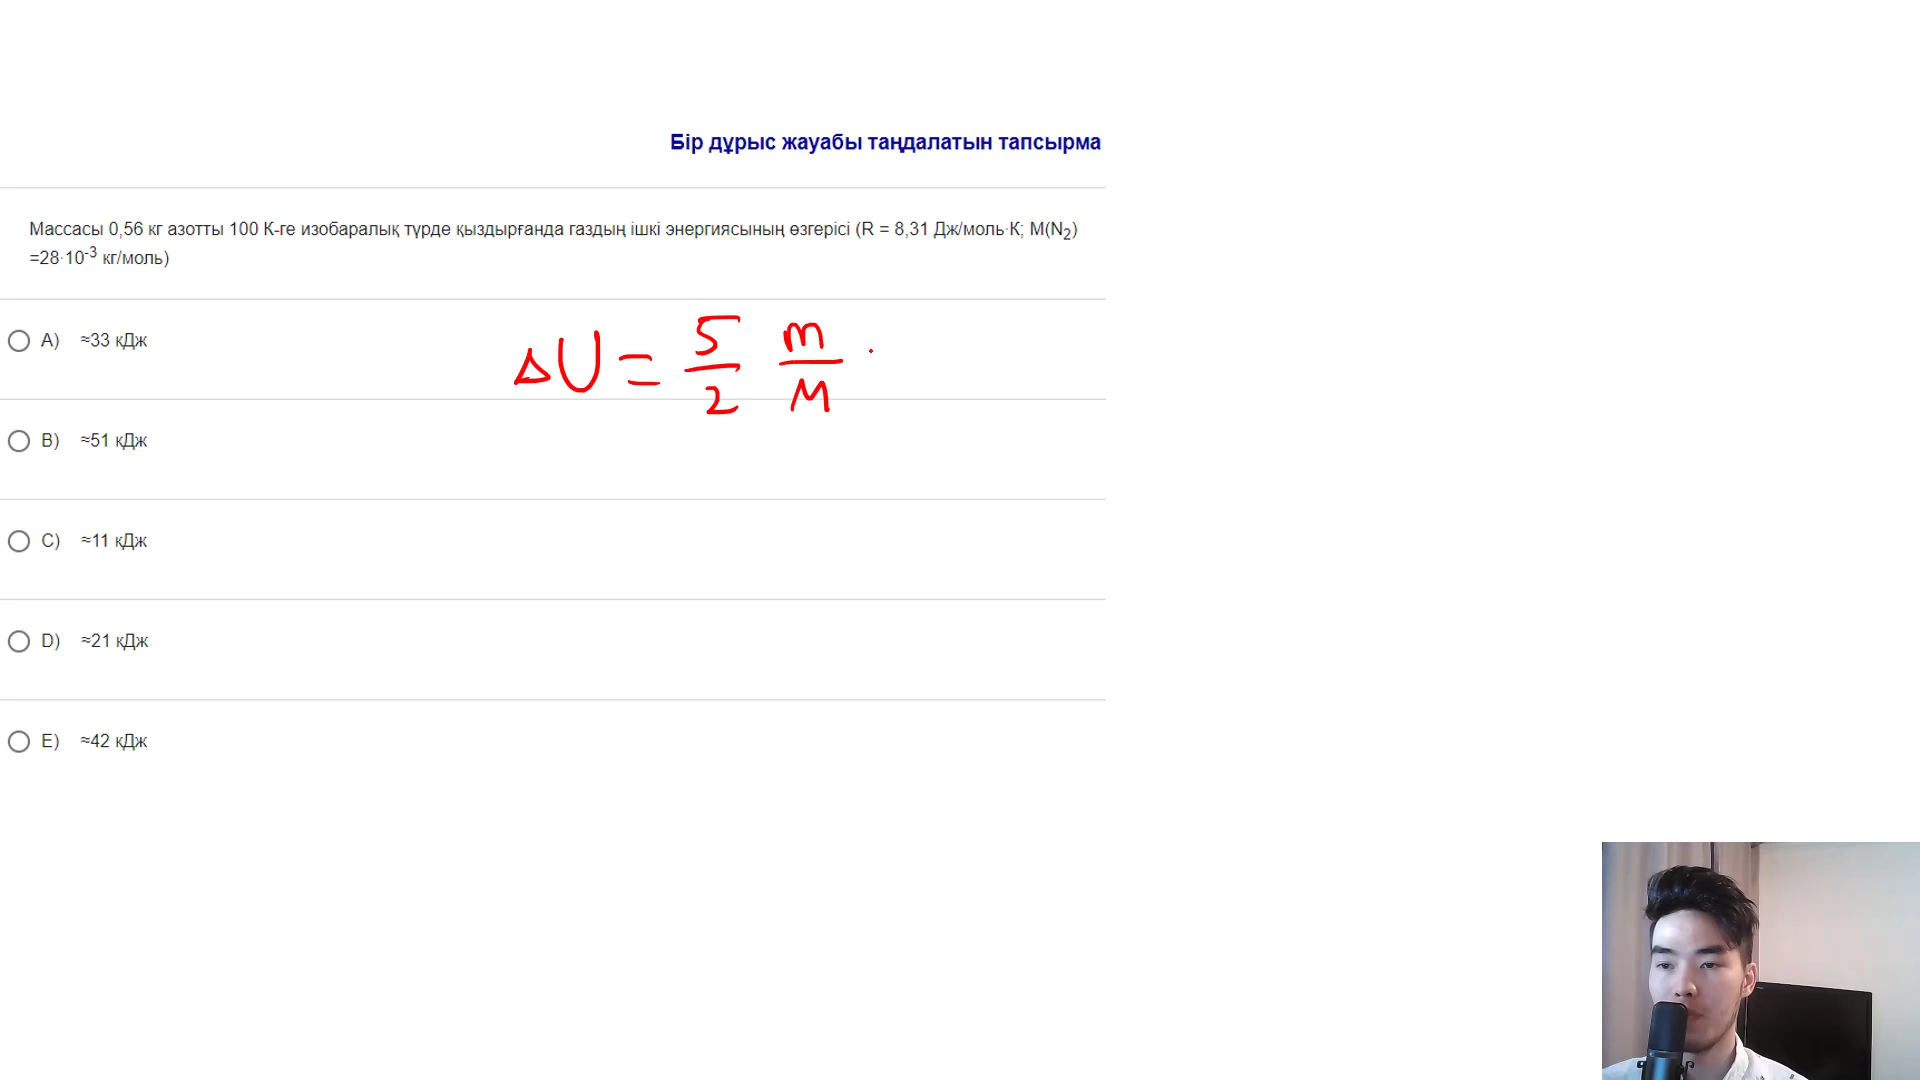 Бір дұрыс жауабы таңдалатын тапсырма
Массасы 0,56 кг азотты 100 К-ге изобаралық түрде қыздырғанда газдың ішкі энергиясының өзгерісі (R = 8,31 Дж/моль·К; M(N₂)
=28·10⁻³ кг/моль)
A) ≈33 кДж
ΔU = 5/2 m/M ·
B) ≈51 кДж
C) ≈11 кДж
D) ≈21 кДж
E) ≈42 кДж